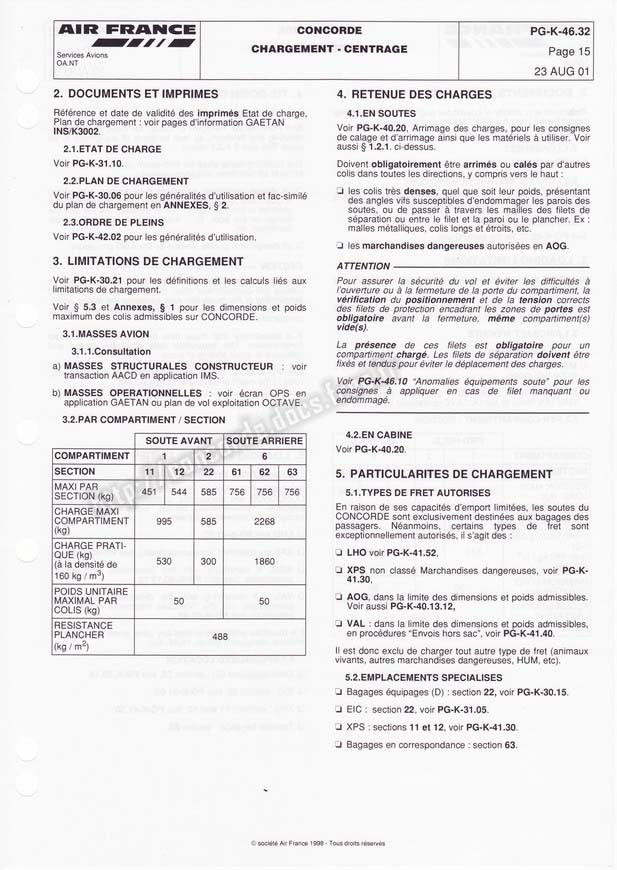 AIR FRANCE
Services Avions
OA.NT
CONCORDE
CHARGEMENT - CENTRAGE
PG-K-46.32
Page 15
23 AUG 01
2. DOCUMENTS ET IMPRIMES
Référence et date de validité des imprimés Etat de charge,
Plan de chargement : voir pages d'information GAETAN
INS/K3002.
2.1.ETAT DE CHARGE
Voir PG-K-31.10.
2.2.PLAN DE CHARGEMENT
Voir PG-K-30.06 pour les généralités d'utilisation et fac-similé
du plan de chargement en ANNEXES, § 2.
2.3.ORDRE DE PLEINS
Voir PG-K-42.02 pour les généralités d'utilisation.
3. LIMITATIONS DE CHARGEMENT
Voir PG-K-30.21 pour les définitions et les calculs liés aux
limitations de chargement.
Voir § 5.3 et Annexes, § 1 pour les dimensions et poids
maximum des colis admissibles sur CONCORDE.
3.1.MASSES AVION
3.1.1.Consultation
a) MASSES STRUCTURALES CONSTRUCTEUR : voir
transaction AACD en application IMS.
b) MASSES OPERATIONNELLES : voir écran OPS en
application GAETAN ou plan de vol exploitation OCTAVE.
3.2.PAR COMPARTIMENT / SECTION
SOUTE AVANT SOUTE ARRIERE
COMPARTIMENT 1 2 6
SECTION 11 12 22 61 62 63
MAXI PAR
SECTION (kg) 451 544 585 756 756 756
CHARGE MAXI
COMPARTIMENT 995 585 2268
(kg)
CHARGE PRATI-
QUE (kg) 530 300 1860
(à la densité de
160 kg / m3)
POIDS UNITAIRE
MAXIMAL PAR 50 50
COLIS (kg)
RESISTANCE
PLANCHER 488
(kg / m2)
4. RETENUE DES CHARGES
4.1.EN SOUTES
Voir PG-K-40.20, Arrimage des charges, pour les consignes
de calage et d'arrimage ainsi que les matériels à utiliser. Voir
aussi § 1.2.1. ci-dessus.
Doivent obligatoirement être arrimés ou calés par d'autres
colis dans toutes les directions, y compris vers le haut :
❑ les colis très denses, quel que soit leur poids, présentant
des angles vifs susceptibles d'endommager les parois des
soutes, ou de passer à travers les mailles des filets de
séparation ou entre le filet et la paroi ou le plancher. Ex :
malles métalliques, colis longs et étroits, etc.
❑ les marchandises dangereuses autorisées en AOG.
ATTENTION
Pour assurer la sécurité du vol et éviter les difficultés à
l'ouverture ou à la fermeture de la porte du compartiment, la
vérification du positionnement et de la tension corrects
des filets de protection encadrant les zones de portes est
obligatoire avant la fermeture, même compartiment(s)
vide(s).
La présence de ces filets est obligatoire pour un
compartiment chargé. Les filets de séparation doivent être
fixés et tendus pour éviter le déplacement des charges.
Voir PG-K-46.10 "Anomalies équipements soute" pour les
consignes à appliquer en cas de filet manquant ou
endommagé.
4.2.EN CABINE
Voir PG-K-40.20.
5. PARTICULARITES DE CHARGEMENT
5.1.TYPES DE FRET AUTORISES
En raison de ses capacités d'emport limitées, les soutes du
CONCORDE sont exclusivement destinées aux bagages des
passagers. Néanmoins, certains types de fret sont
exceptionnellement autorisés, il s'agit des :
❑ LHO voir PG-K-41.52,
❑ XPS non classé Marchandises dangereuses, voir PG-K-
41.30,
❑ AOG, dans la limite des dimensions et poids admissibles.
Voir aussi PG-K-40.13.12,
❑ VAL : dans la limite des dimensions et poids admissibles,
en procédures "Envois hors sac", voir PG-K-41.40.
Il est donc exclu de charger tout autre type de fret (animaux
vivants, autres marchandises dangereuses, HUM, etc).
5.2.EMPLACEMENTS SPECIALISES
❑ Bagages équipages (D) : section 22, voir PG-K-30.15.
❑ EIC : section 22, voir PG-K-31.05.
❑ XPS : sections 11 et 12, voir PG-K-41.30.
❑ Bagages en correspondance : section 63.
© société Air France 1998 - Tous droits réservés